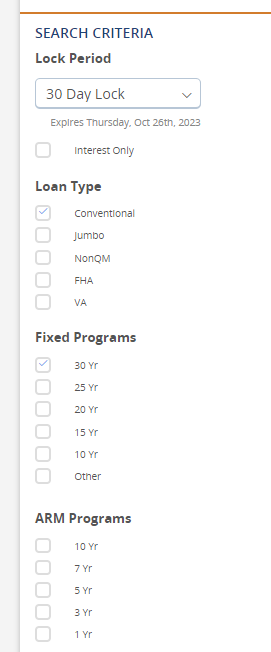 SEARCH CRITERIA
Lock Period
30 Day Lock
Expires Thursday, Oct 26th, 2023
Interest Only
Loan Type
Conventional
Jumbo
NonQM
FHA
VA
Fixed Programs
30 Yr
25 Yr
20 Yr
15 Yr
10 Yr
Other
ARM Programs
10 Yr
7 Yr
5 Yr
3 Yr
1 Yr